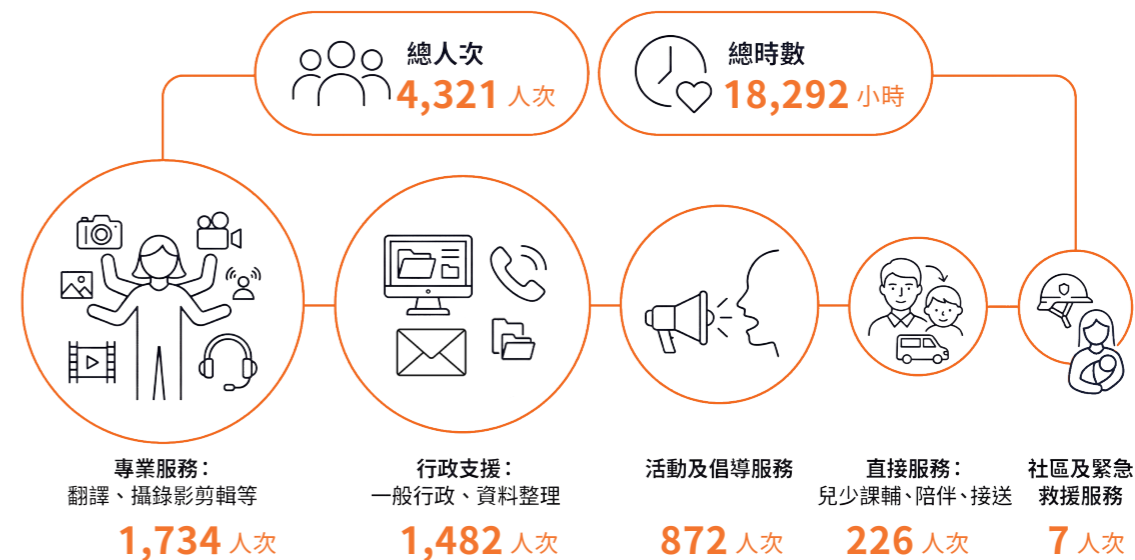 總人次
4,321 人次
總時數
18,292 小時
專業服務：
翻譯、攝錄影剪輯等
1,734 人次
行政支援：
一般行政、資料整理
1,482 人次
活動及倡導服務
872 人次
直接服務：
兒少課輔、陪伴、接送
226 人次
社區及緊急
救援服務
7 人次